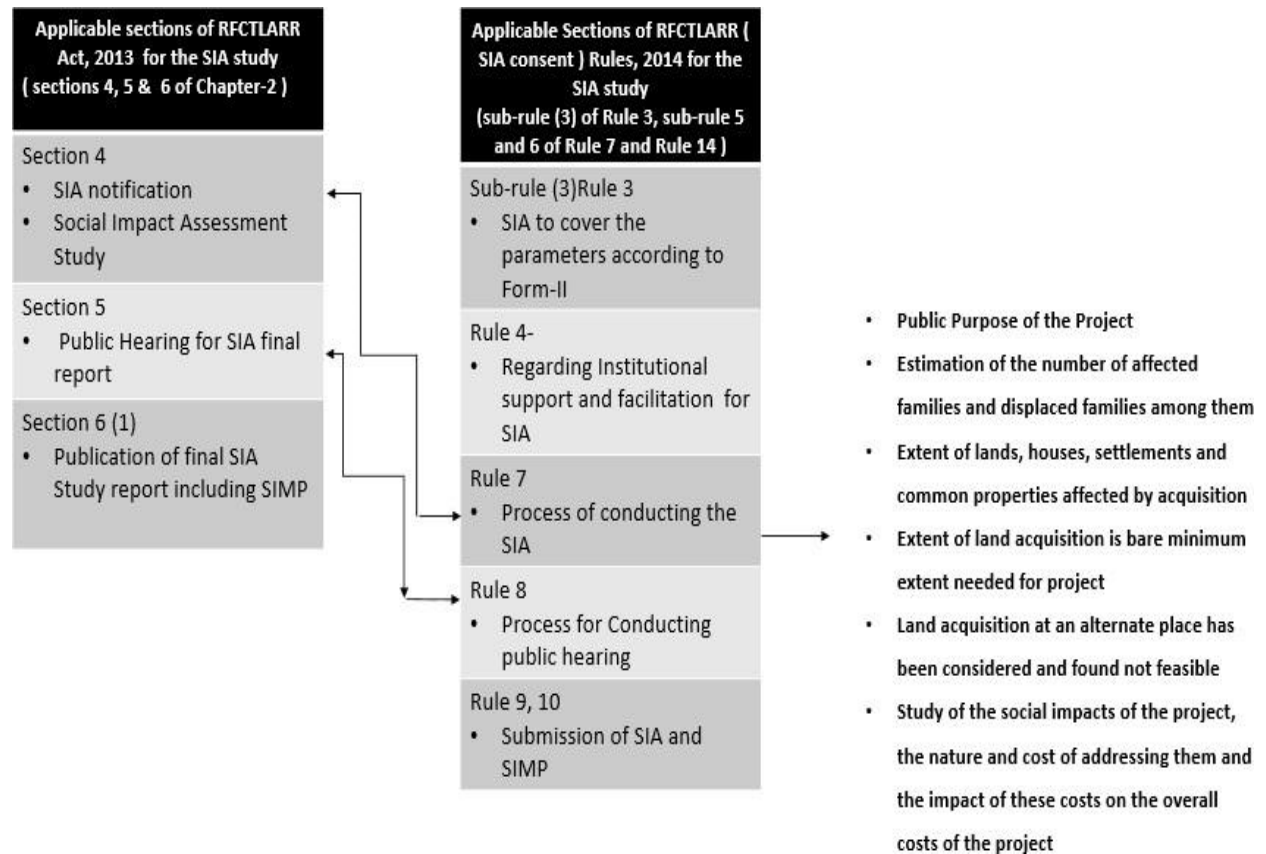 Applicable sections of RFCTLARR
Act, 2013 for the SIA study
( sections 4, 5 & 6 of Chapter-2 )
Section 4
• SIA notification
• Social Impact Assessment
Study
Section 5
• Public Hearing for SIA final
report
Section 6 (1)
• Publication of final SIA
Study report including SIMP
Applicable Sections of RFCTLARR (
SIA consent ) Rules, 2014 for the
SIA study
(sub-rule (3) of Rule 3, sub-rule 5
and 6 of Rule 7 and Rule 14 )
Sub-rule (3)Rule 3
• SIA to cover the
parameters according to
Form-II
Rule 4-
• Regarding Institutional
support and facilitation for
SIA
Rule 7
• Process of conducting the
SIA
Rule 8
• Process for Conducting
public hearing
Rule 9, 10
• Submission of SIA and
SIMP
• Public Purpose of the Project
• Estimation of the number of affected
families and displaced families among them
• Extent of lands, houses, settlements and
common properties affected by acquisition
• Extent of land acquisition is bare minimum
extent needed for project
• Land acquisition at an alternate place has
been considered and found not feasible
• Study of the social impacts of the project,
the nature and cost of addressing them and
the impact of these costs on the overall
costs of the project